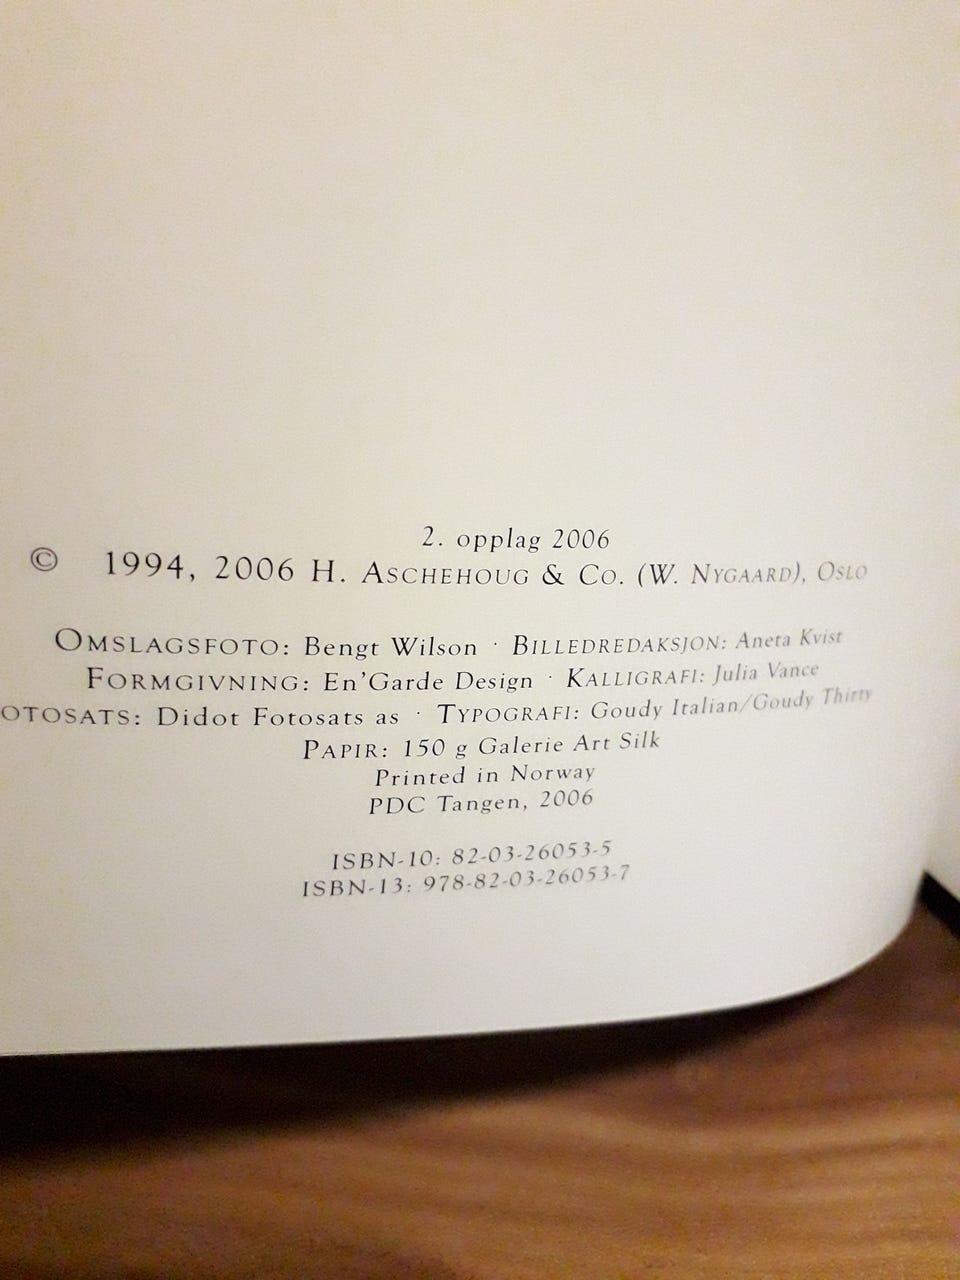 2. opplag 2006
© 1994, 2006 H. ASCHEHOUG & CO. (W. NYGAARD), OSLO
OMSLAGSFOTO: Bengt Wilson · BILLEDREDAKSJON: Aneta Kvist
FORMGIVNING: En'Garde Design · KALLIGRAFI: Julia Vance
OTOSATS: Didot Fotosats as · TYPOGRAFI: Goudy Italian/Goudy Thirty
PAPIR: 150 g Galerie Art Silk
Printed in Norway
PDC Tangen, 2006
ISBN-10: 82-03-26053-5
ISBN-13: 978-82-03-26053-7